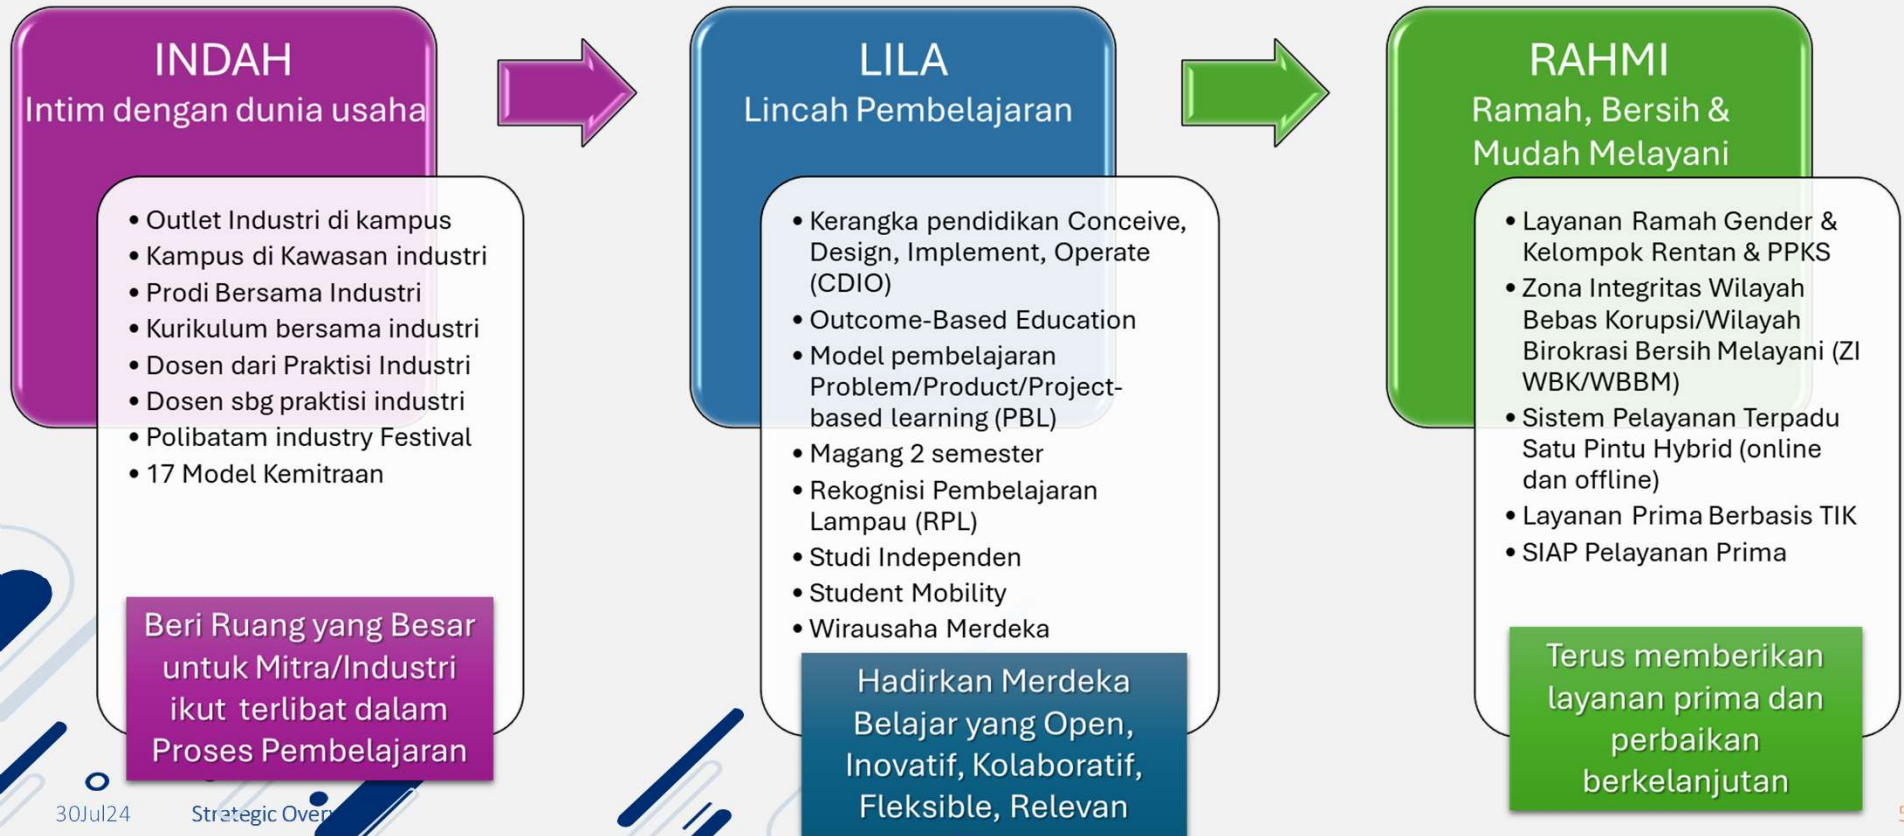 INDAH
Intim dengan dunia usaha
• Outlet Industri di kampus
• Kampus di Kawasan industri
• Prodi Bersama Industri
• Kurikulum bersama industri
• Dosen dari Praktisi Industri
• Dosen sbg praktisi industri
• Polibatam industry Festival
• 17 Model Kemitraan
Beri Ruang yang Besar
untuk Mitra/Industri
ikut terlibat dalam
Proses Pembelajaran
LILA
Lincah Pembelajaran
• Kerangka pendidikan Conceive,
Design, Implement, Operate
(CDIO)
• Outcome-Based Education
• Model pembelajaran
Problem/Product/Project-
based learning (PBL)
• Magang 2 semester
• Rekognisi Pembelajaran
Lampau (RPL)
• Studi Independen
• Student Mobility
• Wirausaha Merdeka
Hadirkan Merdeka
Belajar yang Open,
Inovatif, Kolaboratif,
Fleksible, Relevan
RAHMI
Ramah, Bersih &
Mudah Melayani
• Layanan Ramah Gender &
Kelompok Rentan & PPKS
• Zona Integritas Wilayah
Bebas Korupsi/Wilayah
Birokrasi Bersih Melayani (ZI
WBK/WBBM)
• Sistem Pelayanan Terpadu
Satu Pintu Hybrid (online
dan offline)
• Layanan Prima Berbasis TIK
• SIAP Pelayanan Prima
Terus memberikan
layanan prima dan
perbaikan
berkelanjutan
30Jul24 Strategic